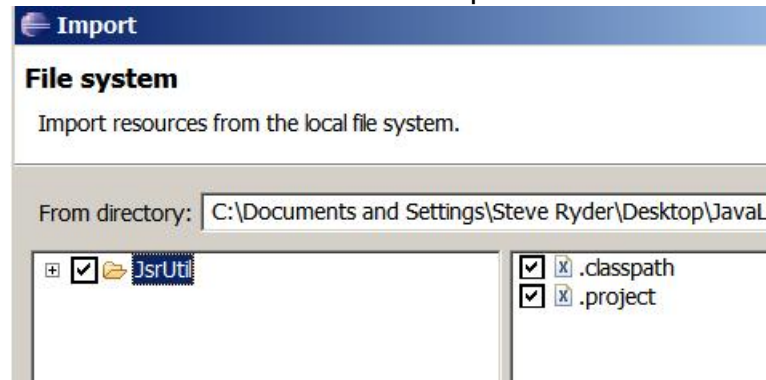 Import
File system
Import resources from the local file system.
From directory: C:\Documents and Settings\Steve Ryder\Desktop\JavaL
JsrUtil
.classpath
.project